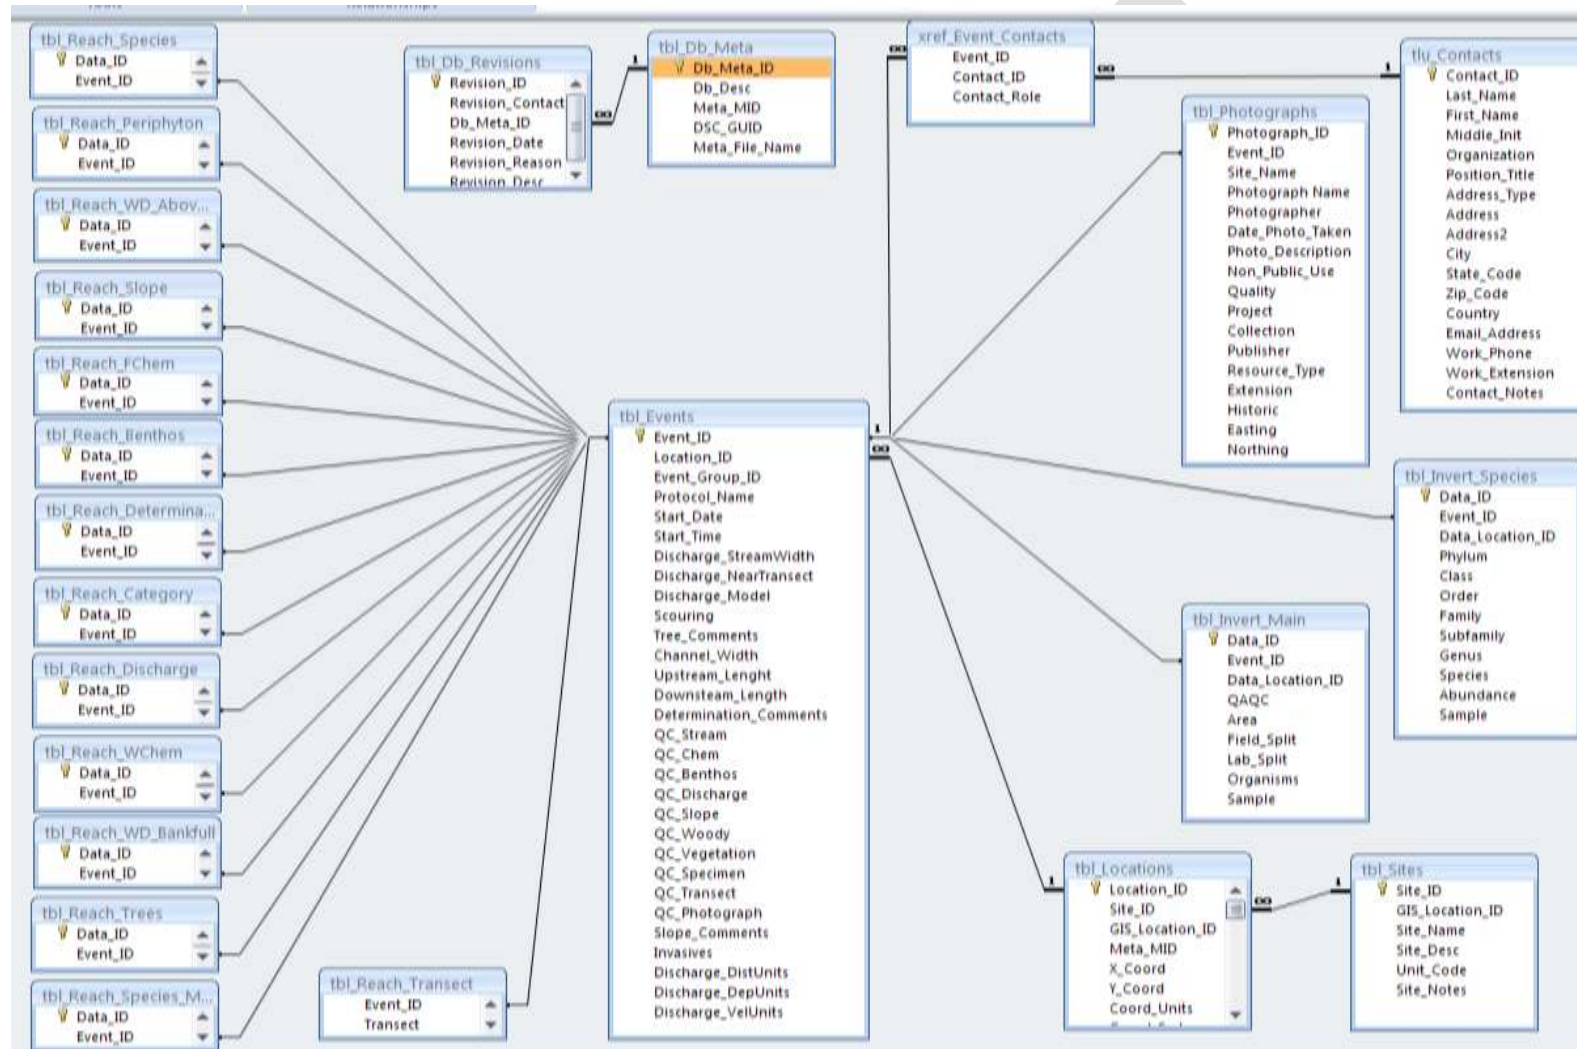 Relationships
tbl_Reach_Species
Data_ID
Event_ID
tbl_Reach_Periphyton
Data_ID
Event_ID
tbl_Reach_WD_Abov...
Data_ID
Event_ID
tbl_Reach_Slope
Data_ID
Event_ID
tbl_Reach_FChem
Data_ID
Event_ID
tbl_Reach_Benthos
Data_ID
Event_ID
tbl_Reach_Determina...
Data_ID
Event_ID
tbl_Reach_Category
Data_ID
Event_ID
tbl_Reach_Discharge
Data_ID
Event_ID
tbl_Reach_WChem
Data_ID
Event_ID
tbl_Reach_WD_Bankfull
Data_ID
Event_ID
tbl_Reach_Trees
Data_ID
Event_ID
tbl_Reach_Species_M...
Data_ID
Event_ID
tbl_Reach_Transect
Event_ID
Transect
tbl_Db_Revisions
Revision_ID
Revision_Contact
Db_Meta_ID
Revision_Date
Revision_Reason
Revision_Desc
∞
1
tbl_Db_Meta
Db_Meta_ID
Db_Desc
Meta_MID
DSC_GUID
Meta_File_Name
tbl_Events
Event_ID
Location_ID
Event_Group_ID
Protocol_Name
Start_Date
Start_Time
Discharge_StreamWidth
Discharge_NearTransect
Discharge_Model
Scouring
Tree_Comments
Channel_Width
Upstream_Lenght
Downsteam_Length
Determination_Comments
QC_Stream
QC_Chem
QC_Benthos
QC_Discharge
QC_Slope
QC_Woody
QC_Vegetation
QC_Specimen
QC_Transect
QC_Photograph
Slope_Comments
Invasives
Discharge_DistUnits
Discharge_DepUnits
Discharge_VelUnits
1
∞
∞
xref_Event_Contacts
Event_ID
Contact_ID
Contact_Role
∞
1
tlu_Contacts
Contact_ID
Last_Name
First_Name
Middle_Init
Organization
Position_Title
Address_Type
Address
Address2
City
State_Code
Zip_Code
Country
Email_Address
Work_Phone
Work_Extension
Contact_Notes
tbl_Photographs
Photograph_ID
Event_ID
Site_Name
Photograph Name
Photographer
Date_Photo_Taken
Photo_Description
Non_Public_Use
Quality
Project
Collection
Publisher
Resource_Type
Extension
Historic
Easting
Northing
tbl_Invert_Species
Data_ID
Event_ID
Data_Location_ID
Phylum
Class
Order
Family
Subfamily
Genus
Species
Abundance
Sample
tbl_Invert_Main
Data_ID
Event_ID
Data_Location_ID
QAQC
Area
Field_Split
Lab_Split
Organisms
Sample
1
tbl_Locations
Location_ID
Site_ID
GIS_Location_ID
Meta_MID
X_Coord
Y_Coord
Coord_Units
∞
1
tbl_Sites
Site_ID
GIS_Location_ID
Site_Name
Site_Desc
Unit_Code
Site_Notes